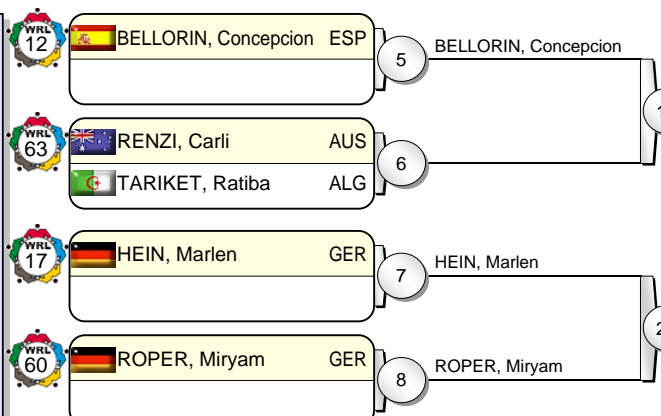 WRL
12
BELLORIN, Concepcion ESP
5
BELLORIN, Concepcion
WRL
63
RENZI, Carli AUS
TARIKET, Ratiba ALG
6
WRL
17
HEIN, Marlen GER
7
HEIN, Marlen
WRL
60
ROPER, Miryam GER
8
ROPER, Miryam